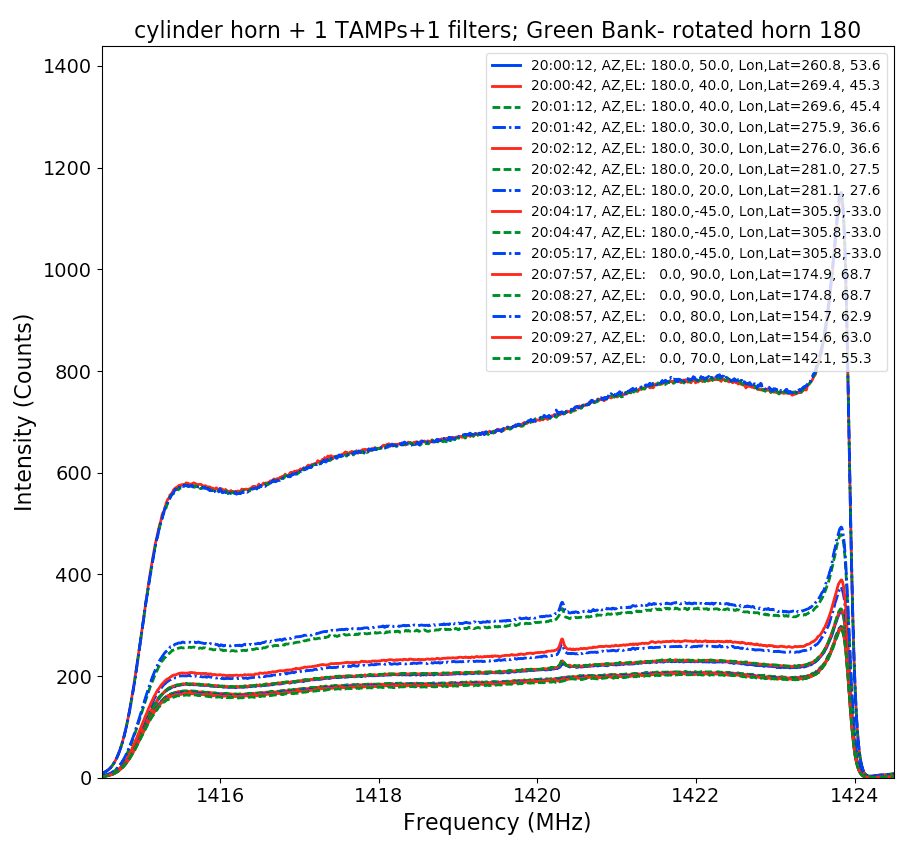 cylinder horn + 1 TAMPs+1 filters; Green Bank- rotated horn 180
20:00:12, AZ,EL: 180.0, 50.0, Lon,Lat=260.8, 53.6
20:00:42, AZ,EL: 180.0, 40.0, Lon,Lat=269.4, 45.3
20:01:12, AZ,EL: 180.0, 40.0, Lon,Lat=269.6, 45.4
20:01:42, AZ,EL: 180.0, 30.0, Lon,Lat=275.9, 36.6
20:02:12, AZ,EL: 180.0, 30.0, Lon,Lat=276.0, 36.6
20:02:42, AZ,EL: 180.0, 20.0, Lon,Lat=281.0, 27.5
20:03:12, AZ,EL: 180.0, 20.0, Lon,Lat=281.1, 27.6
20:04:17, AZ,EL: 180.0,-45.0, Lon,Lat=305.9,-33.0
20:04:47, AZ,EL: 180.0,-45.0, Lon,Lat=305.8,-33.0
20:05:17, AZ,EL: 180.0,-45.0, Lon,Lat=305.8,-33.0
20:07:57, AZ,EL: 0.0, 90.0, Lon,Lat=174.9, 68.7
20:08:27, AZ,EL: 0.0, 90.0, Lon,Lat=174.8, 68.7
20:08:57, AZ,EL: 0.0, 80.0, Lon,Lat=154.7, 62.9
20:09:27, AZ,EL: 0.0, 80.0, Lon,Lat=154.6, 63.0
20:09:57, AZ,EL: 0.0, 70.0, Lon,Lat=142.1, 55.3
1400
1200
1000
800
600
400
200
0
Intensity (Counts)
1416 1418 1420 1422 1424
Frequency (MHz)